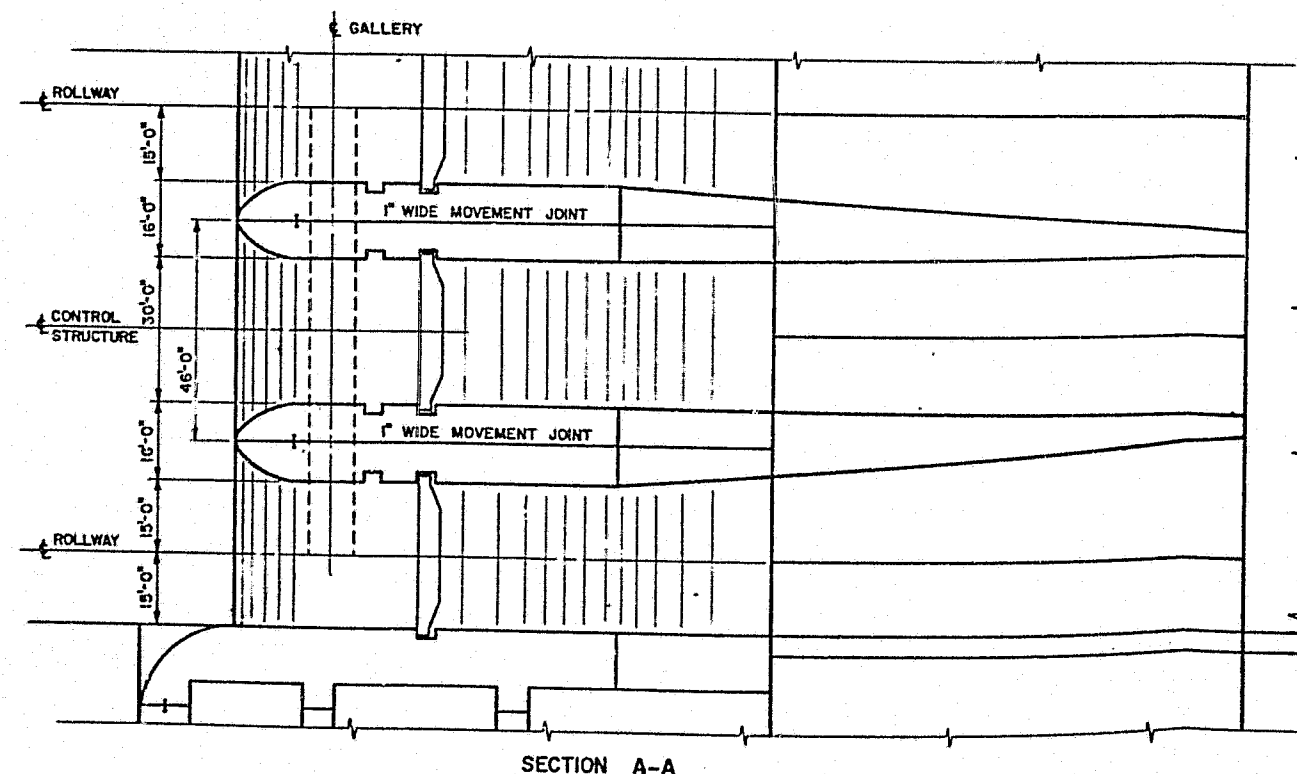 ℄ GALLERY
℄ ROLLWAY
15'-0"
16'-0"
1" WIDE MOVEMENT JOINT
30'-0"
℄ CONTROL
STRUCTURE
46'-0"
16'-0"
1" WIDE MOVEMENT JOINT
15'-0"
℄ ROLLWAY
15'-0"
SECTION A-A